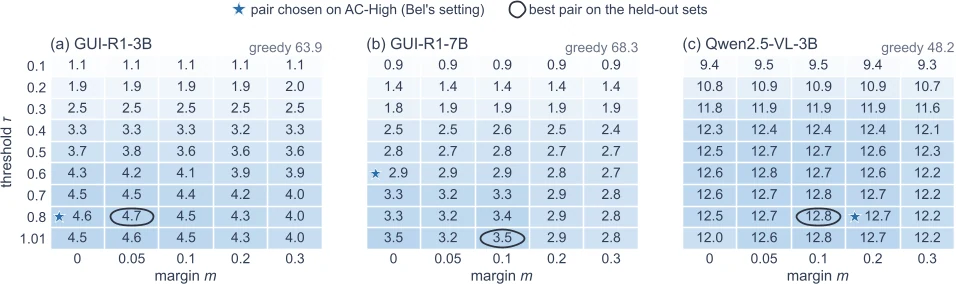 ★ pair chosen on AC-High (Bel's setting) ◯ best pair on the held-out sets
(a) GUI-R1-3B greedy 63.9
threshold τ
0.1 1.1 1.1 1.1 1.1 1.1
0.2 1.9 1.9 1.9 1.9 2.0
0.3 2.5 2.5 2.5 2.5 2.5
0.4 3.3 3.3 3.3 3.2 3.3
0.5 3.7 3.8 3.6 3.6 3.6
0.6 4.3 4.2 4.1 3.9 3.9
0.7 4.5 4.5 4.4 4.2 4.0
0.8 ★ 4.6 4.7 4.5 4.3 4.0
1.01 4.5 4.6 4.5 4.3 4.0
0 0.05 0.1 0.2 0.3
margin m
(b) GUI-R1-7B greedy 68.3
0.9 0.9 0.9 0.9 0.9
1.4 1.4 1.4 1.4 1.4
1.8 1.9 1.9 1.9 1.9
2.5 2.5 2.6 2.5 2.4
2.8 2.7 2.8 2.7 2.7
★ 2.9 2.9 2.9 2.8 2.7
3.3 3.2 3.3 2.9 2.8
3.3 3.2 3.4 2.9 2.8
3.5 3.2 3.5 2.9 2.8
0 0.05 0.1 0.2 0.3
margin m
(c) Qwen2.5-VL-3B greedy 48.2
9.4 9.5 9.5 9.4 9.3
10.8 10.9 10.9 10.9 10.7
11.8 11.9 11.9 11.9 11.6
12.3 12.4 12.4 12.4 12.1
12.5 12.7 12.7 12.6 12.3
12.6 12.8 12.7 12.6 12.2
12.6 12.7 12.8 12.7 12.2
12.5 12.7 12.8 ★ 12.7 12.2
12.0 12.6 12.8 12.7 12.2
0 0.05 0.1 0.2 0.3
margin m